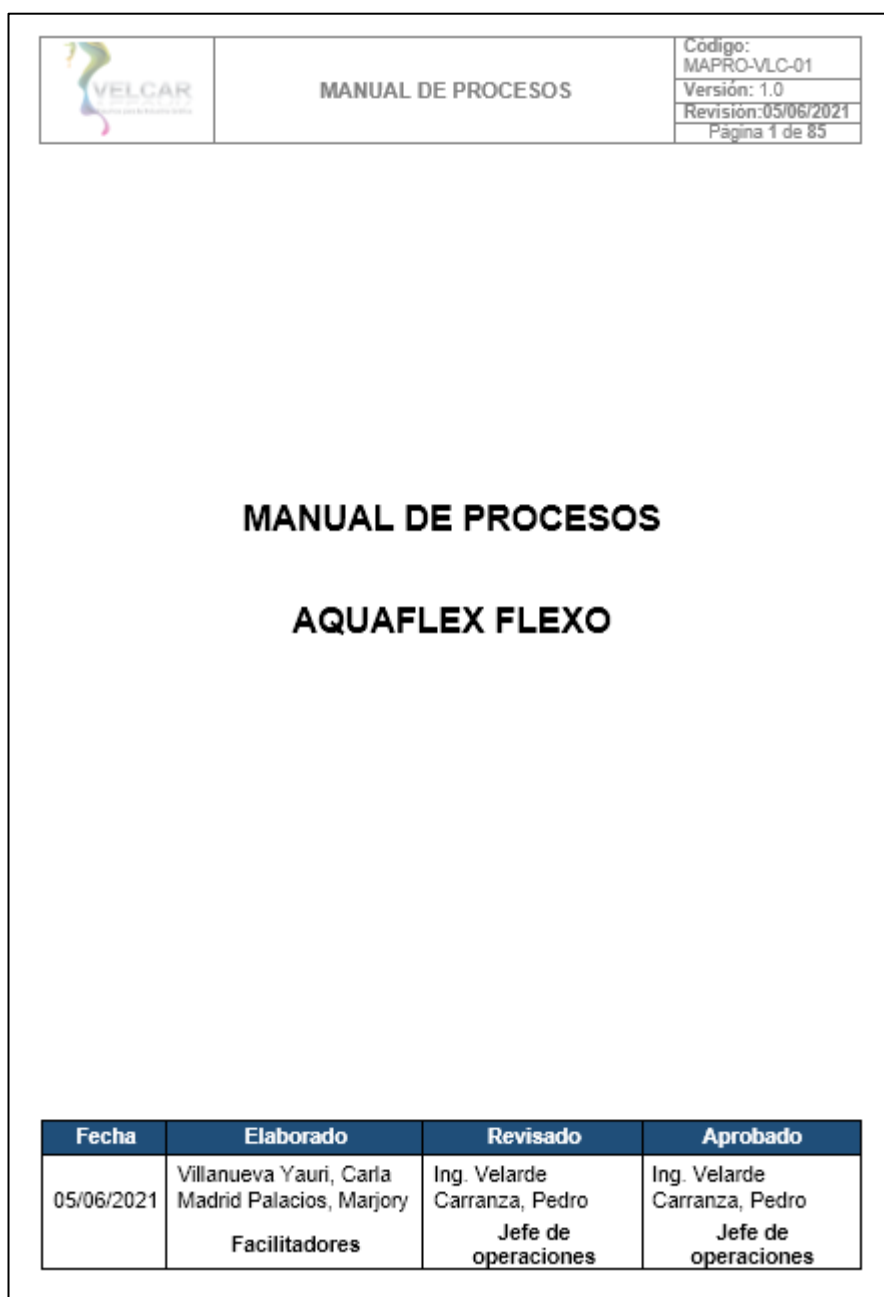 VELCAR
MANUAL DE PROCESOS
Código:
MAPRO-VLC-01
Versión: 1.0
Revisión:05/06/2021
Página 1 de 85
MANUAL DE PROCESOS
AQUAFLEX FLEXO
Fecha Elaborado Revisado Aprobado
05/06/2021
Villanueva Yauri, Carla
Madrid Palacios, Marjory
Facilitadores
Ing. Velarde
Carranza, Pedro
Jefe de
operaciones
Ing. Velarde
Carranza, Pedro
Jefe de
operaciones